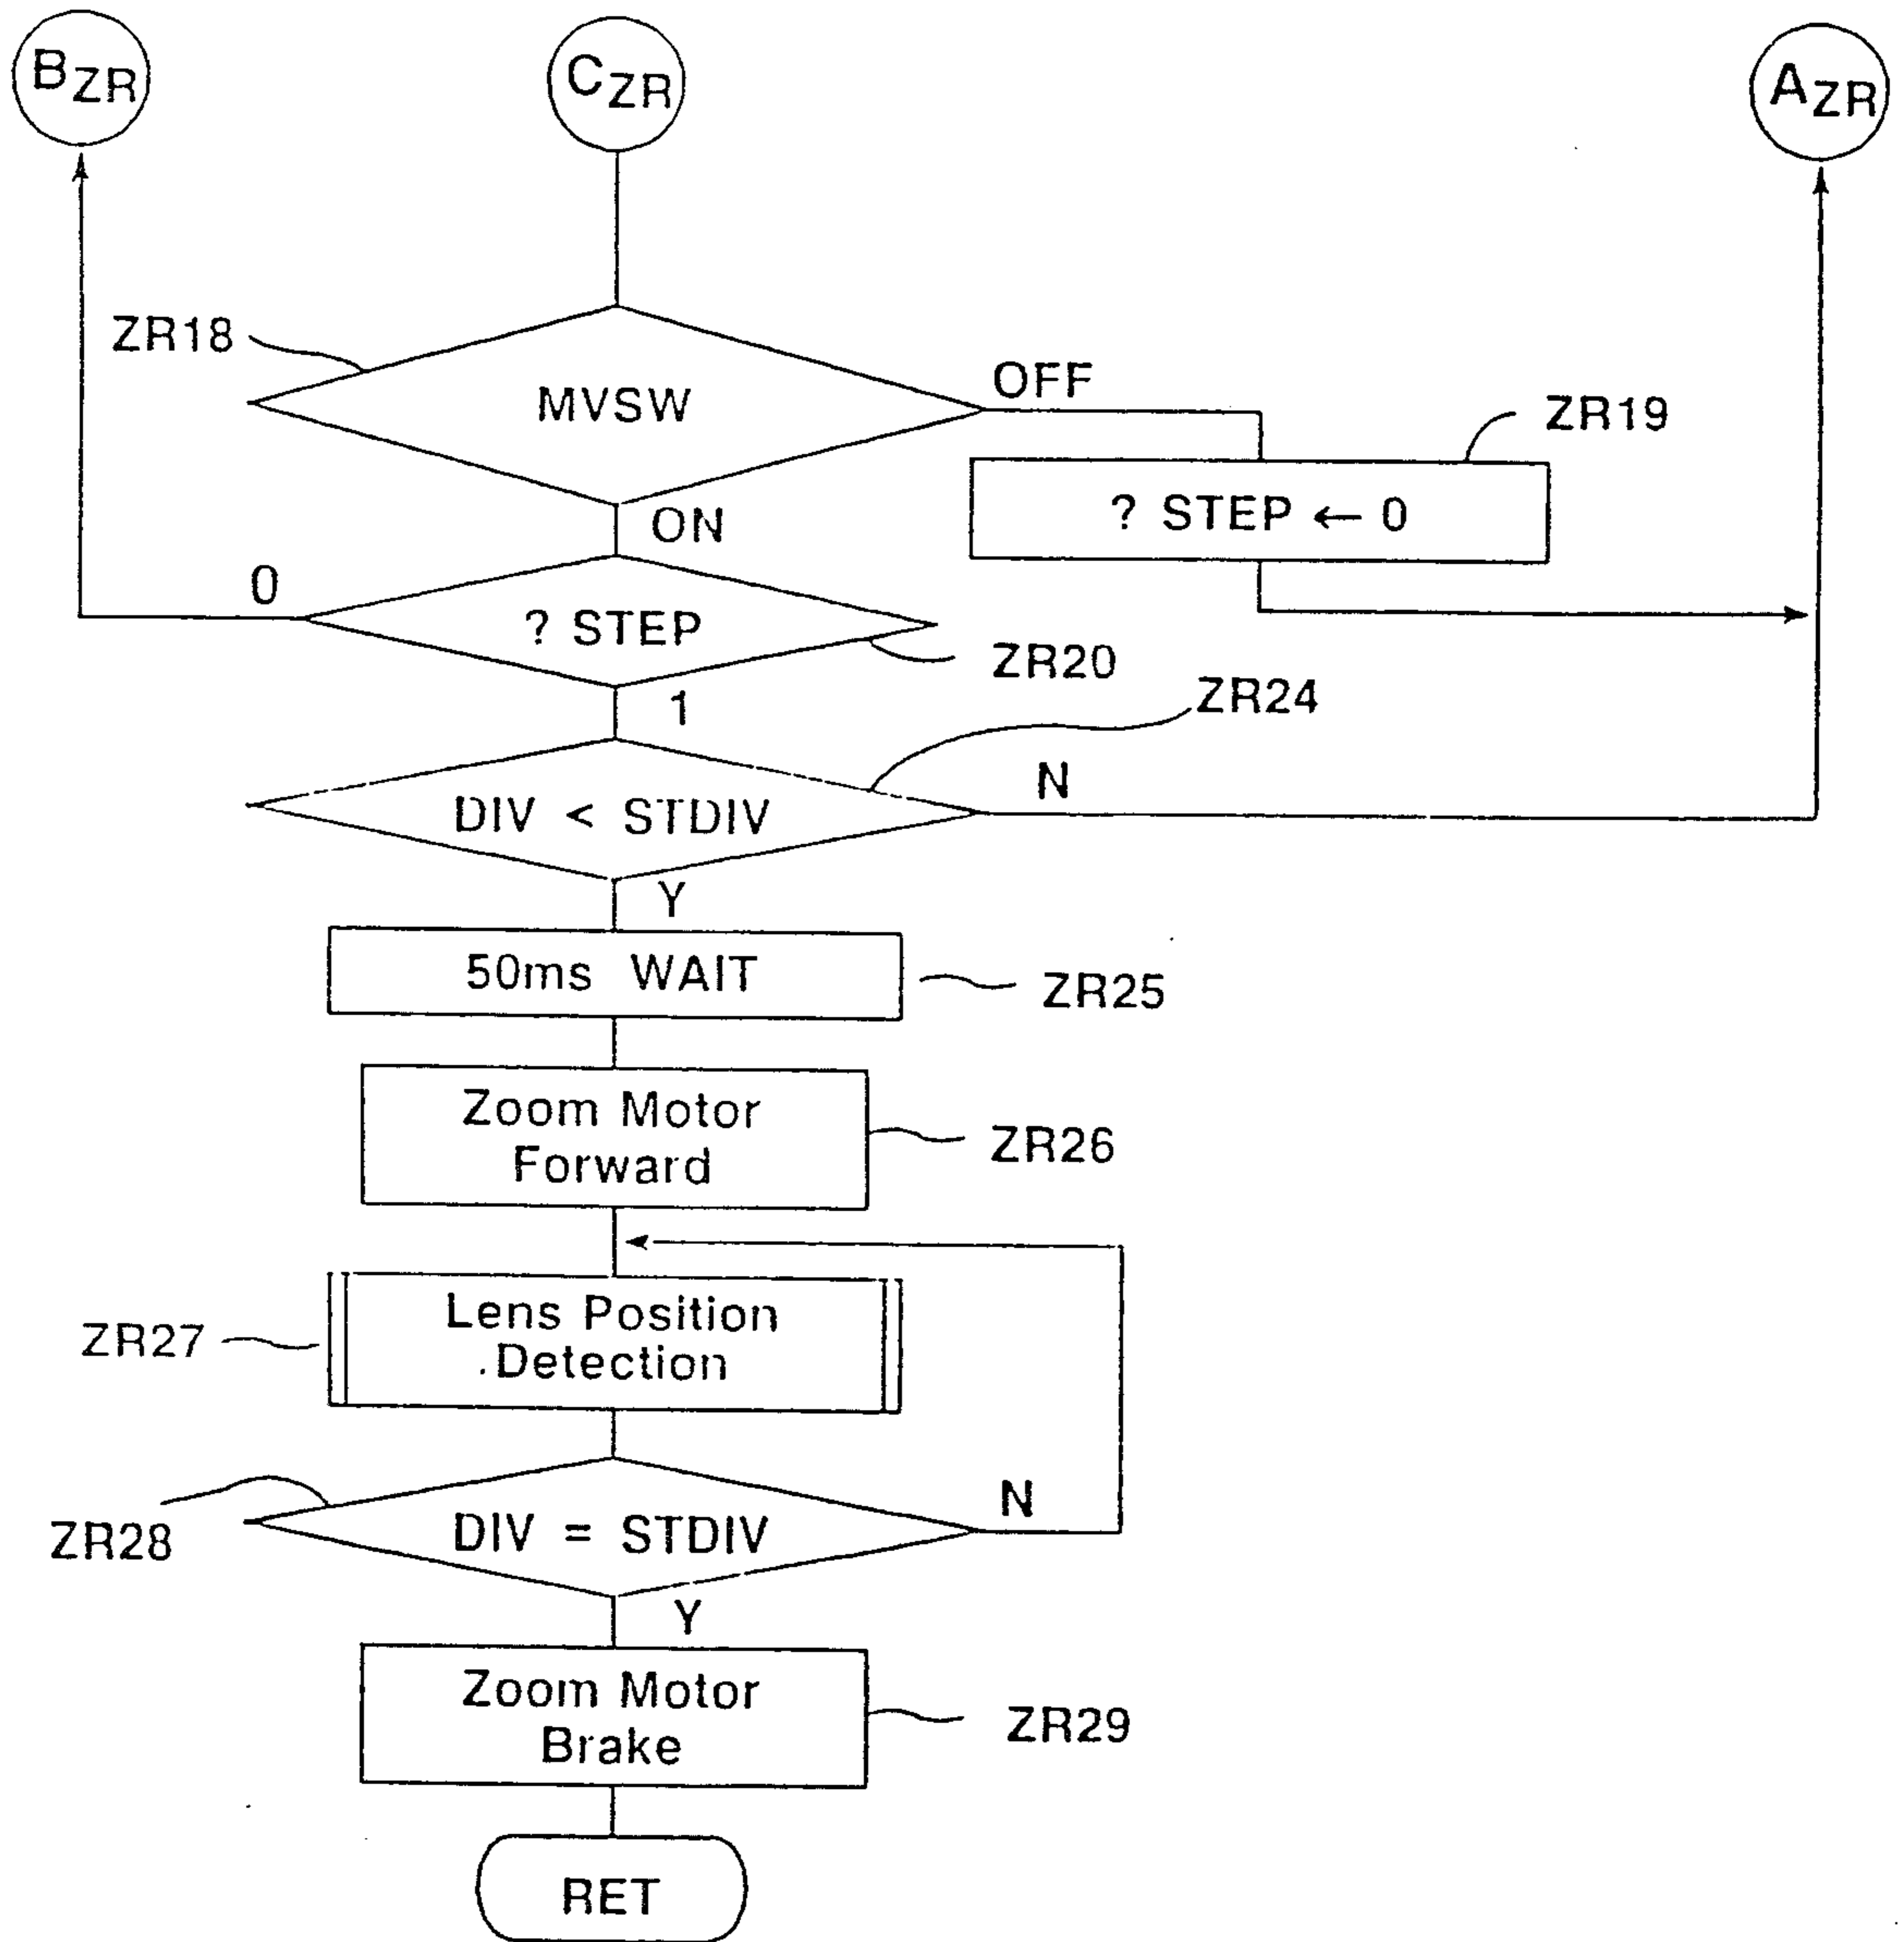 BZR
CZR
AZR
ZR18
MVSW
OFF
ZR19
? STEP ← 0
ON
0
? STEP
ZR20
1
ZR24
DIV < STDIV
N
Y
50ms WAIT
ZR25
Zoom Motor
Forward
ZR26
Lens Position
Detection
ZR27
DIV = STDIV
N
ZR28
Y
Zoom Motor
Brake
ZR29
RET